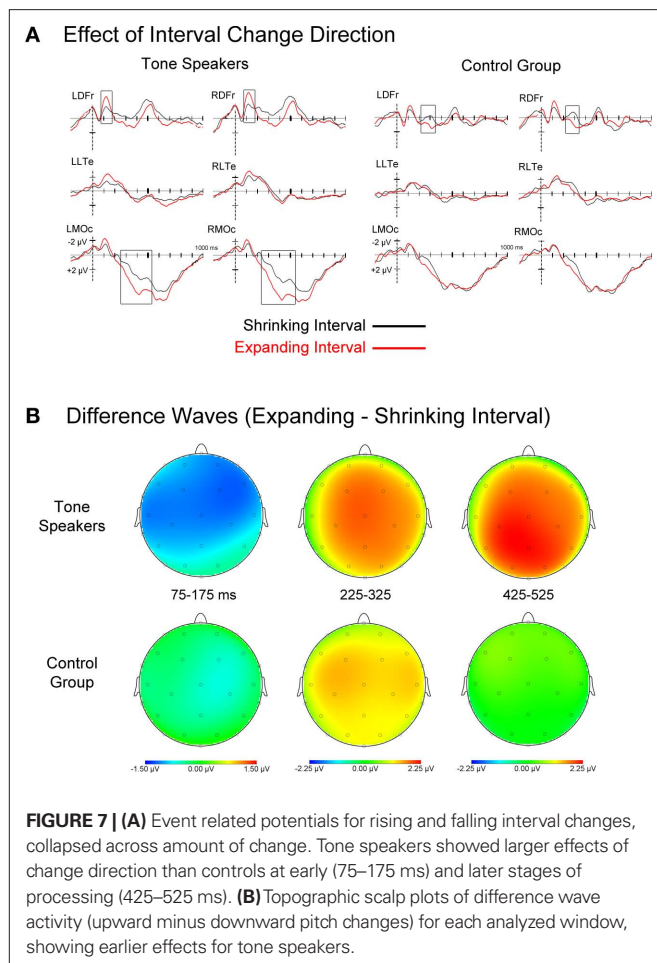 A Effect of Interval Change Direction
Tone Speakers
Control Group
LDFr
RDFr
LDFr
RDFr
LLTe
RLTe
LLTe
RLTe
LMOc
RMOc
LMOc
RMOc
-2 µV
1000 ms
+2 µV
-2 µV
1000 ms
+2 µV
Shrinking Interval
Expanding Interval
B Difference Waves (Expanding - Shrinking Interval)
Tone
Speakers
75-175 ms
225-325
425-525
Control
Group
-1.50 µV 0.00 µV 1.50 µV
-2.25 µV 0.00 µV 2.25 µV
-2.25 µV 0.00 µV 2.25 µV
FIGURE 7 | (A) Event related potentials for rising and falling interval changes,
collapsed across amount of change. Tone speakers showed larger effects of
change direction than controls at early (75–175 ms) and later stages of
processing (425–525 ms). (B) Topographic scalp plots of difference wave
activity (upward minus downward pitch changes) for each analyzed window,
showing earlier effects for tone speakers.